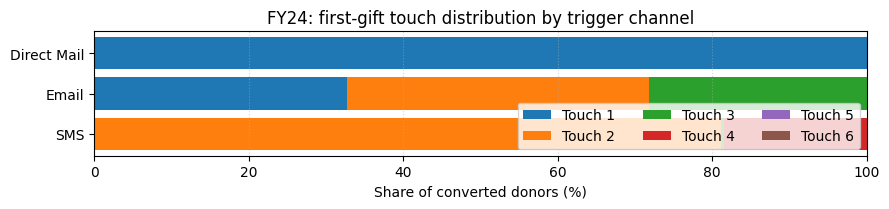 FY24: first-gift touch distribution by trigger channel
Direct Mail
Email
SMS
Touch 1 Touch 3 Touch 5
Touch 2 Touch 4 Touch 6
0 20 40 60 80 100
Share of converted donors (%)